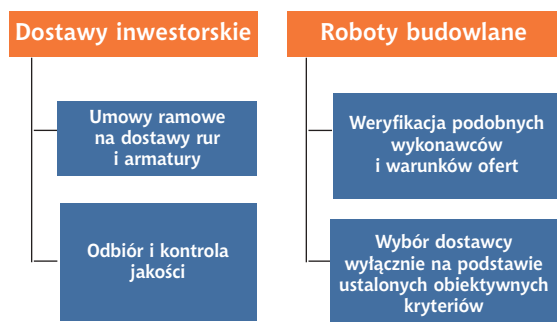 Dostawy inwestorskie
Umowy ramowe
na dostawy rur
i armatury
Odbiór i kontrola
jakości
Roboty budowlane
Weryfikacja podobnych
wykonawców
i warunków ofert
Wybór dostawcy
wyłącznie na podstawie
ustalonych obiektywnych
kryteriów